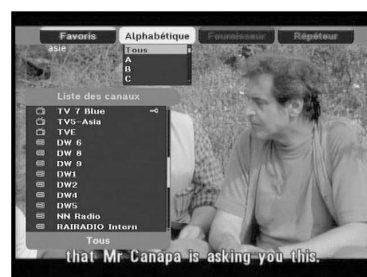 Favoris Alphabétique Fournisseur Répéteur
asie
Tous
A
B
C
Liste des canaux
TV 7 Blue
TV5-Asia
TVE
DW 6
DW 8
DW 9
DW1
DW2
DW4
DW5
NN Radio
RAIRADIO Intern
Tous
that Mr Canapa is asking you this.